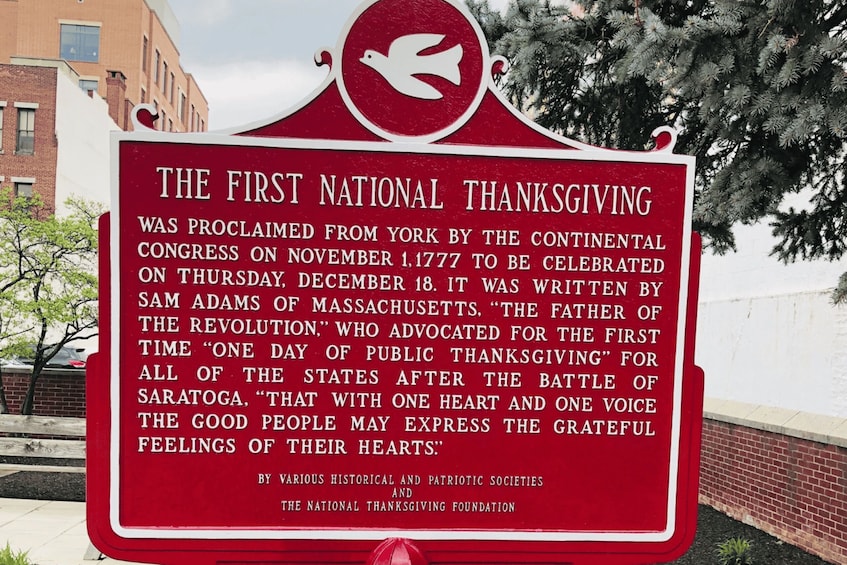 THE FIRST NATIONAL THANKSGIVING
WAS PROCLAIMED FROM YORK BY THE CONTINENTAL
CONGRESS ON NOVEMBER 1,1777 TO BE CELEBRATED
ON THURSDAY, DECEMBER 18. IT WAS WRITTEN BY
SAM ADAMS OF MASSACHUSETTS, "THE FATHER OF
THE REVOLUTION," WHO ADVOCATED FOR THE FIRST
TIME "ONE DAY OF PUBLIC THANKSGIVING" FOR
ALL OF THE STATES AFTER THE BATTLE OF
SARATOGA, "THAT WITH ONE HEART AND ONE VOICE
THE GOOD PEOPLE MAY EXPRESS THE GRATEFUL
FEELINGS OF THEIR HEARTS."
BY VARIOUS HISTORICAL AND PATRIOTIC SOCIETIES
AND
THE NATIONAL THANKSGIVING FOUNDATION